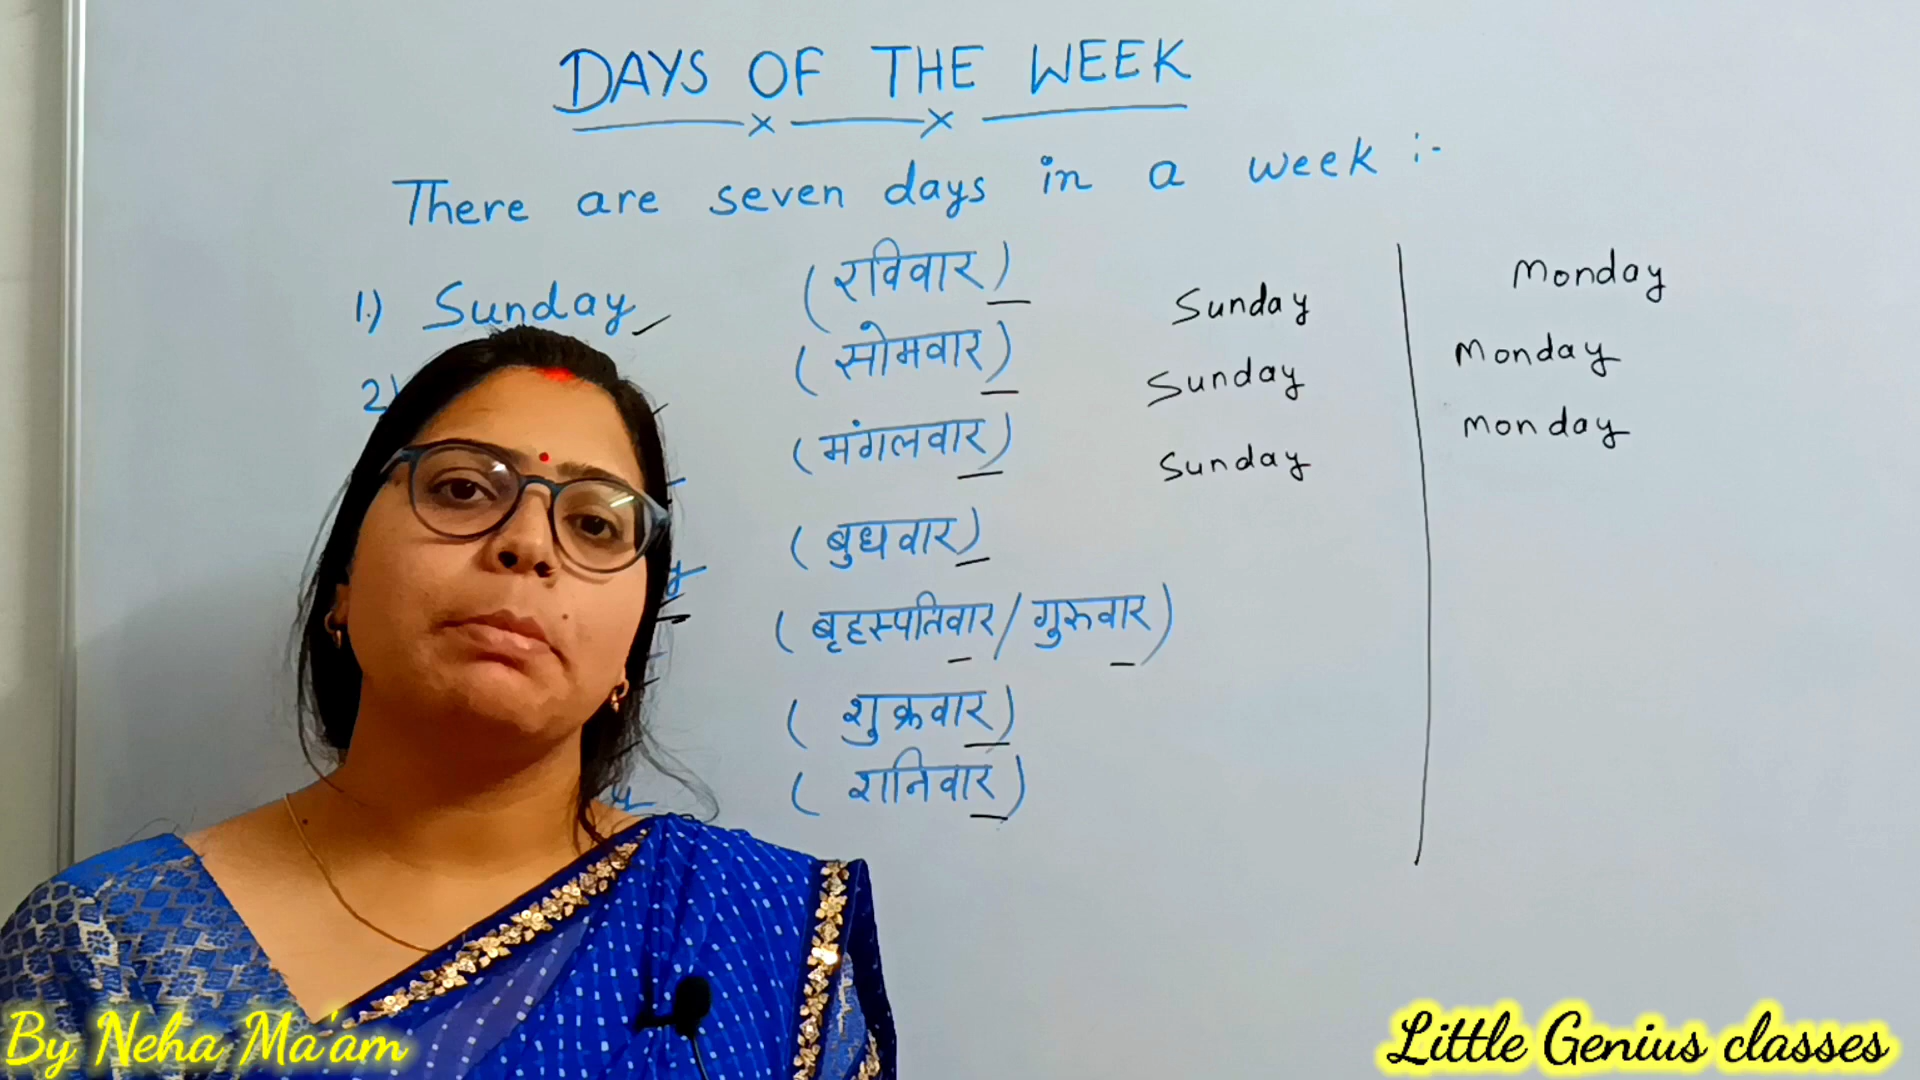 DAYS OF THE WEEK
There are seven days in a week :-
1.) Sunday (रविवार)
2) (सोमवार)
(मंगलवार)
(बुधवार)
(बृहस्पतिवार/गुरुवार)
(शुक्रवार)
(शनिवार)
Sunday
Sunday
Sunday
Monday
Monday
Monday
By Neha Ma'am
Little Genius classes